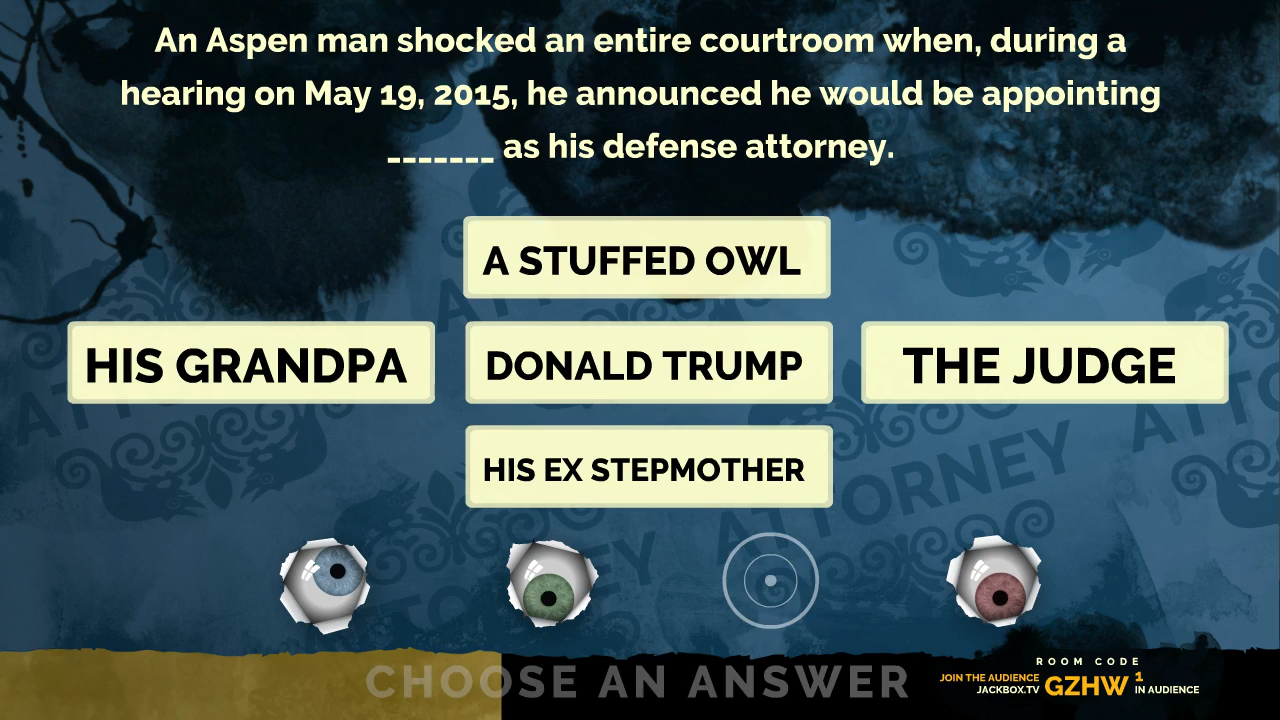 An Aspen man shocked an entire courtroom when, during a
hearing on May 19, 2015, he announced he would be appointing
_______ as his defense attorney.
A STUFFED OWL
HIS GRANDPA
DONALD TRUMP
THE JUDGE
HIS EX STEPMOTHER
ATTORNEY
ATTORNEY
CHOOSE AN ANSWER
ROOM CODE
JOIN THE AUDIENCE
JACKBOX.TV
GZHW
1
IN AUDIENCE